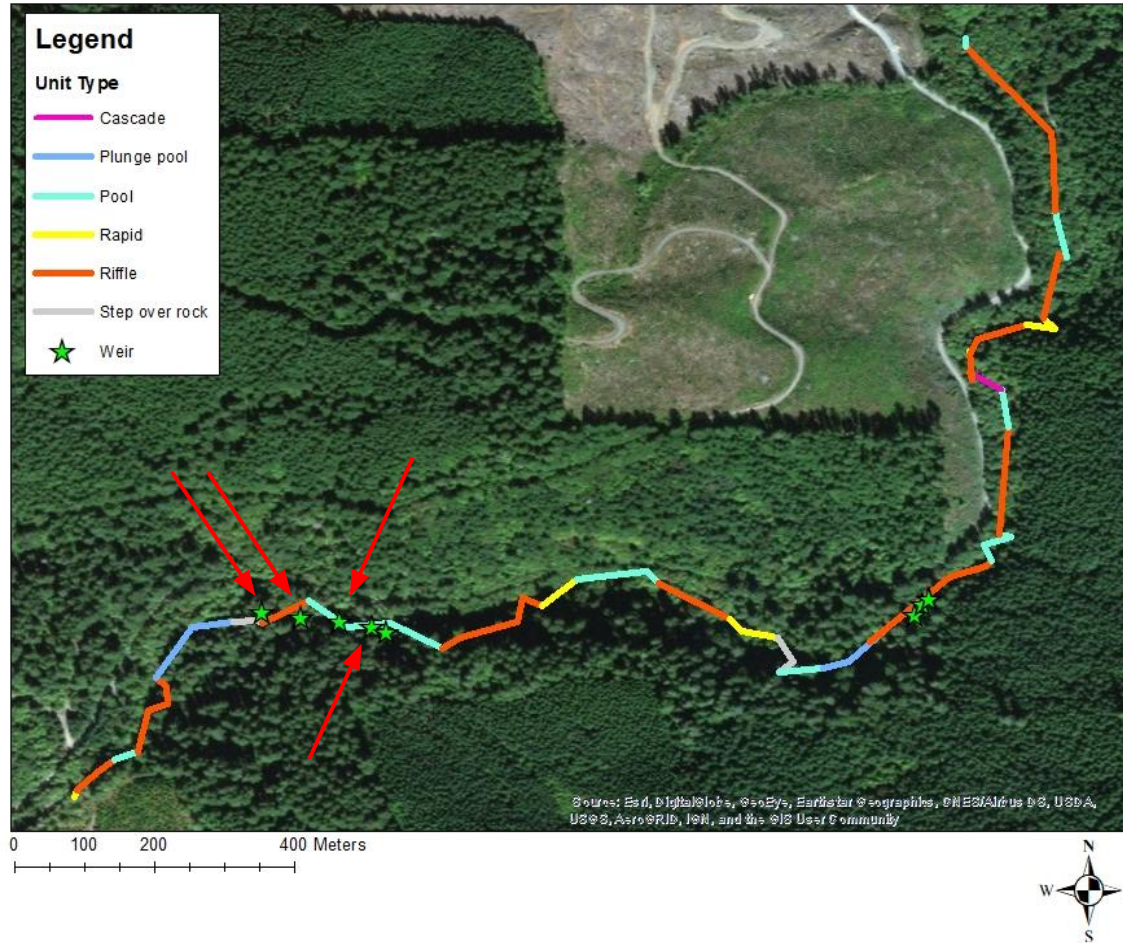 Legend
Unit Type
Cascade
Plunge pool
Pool
Rapid
Riffle
Step over rock
Weir
Source: Esri, DigitalGlobe, GeoEye, Earthstar Geographics, CNES/Airbus DS, USDA,
USGS, AeroGRID, IGN, and the GIS User Community
0 100 200 400 Meters
N
W
S